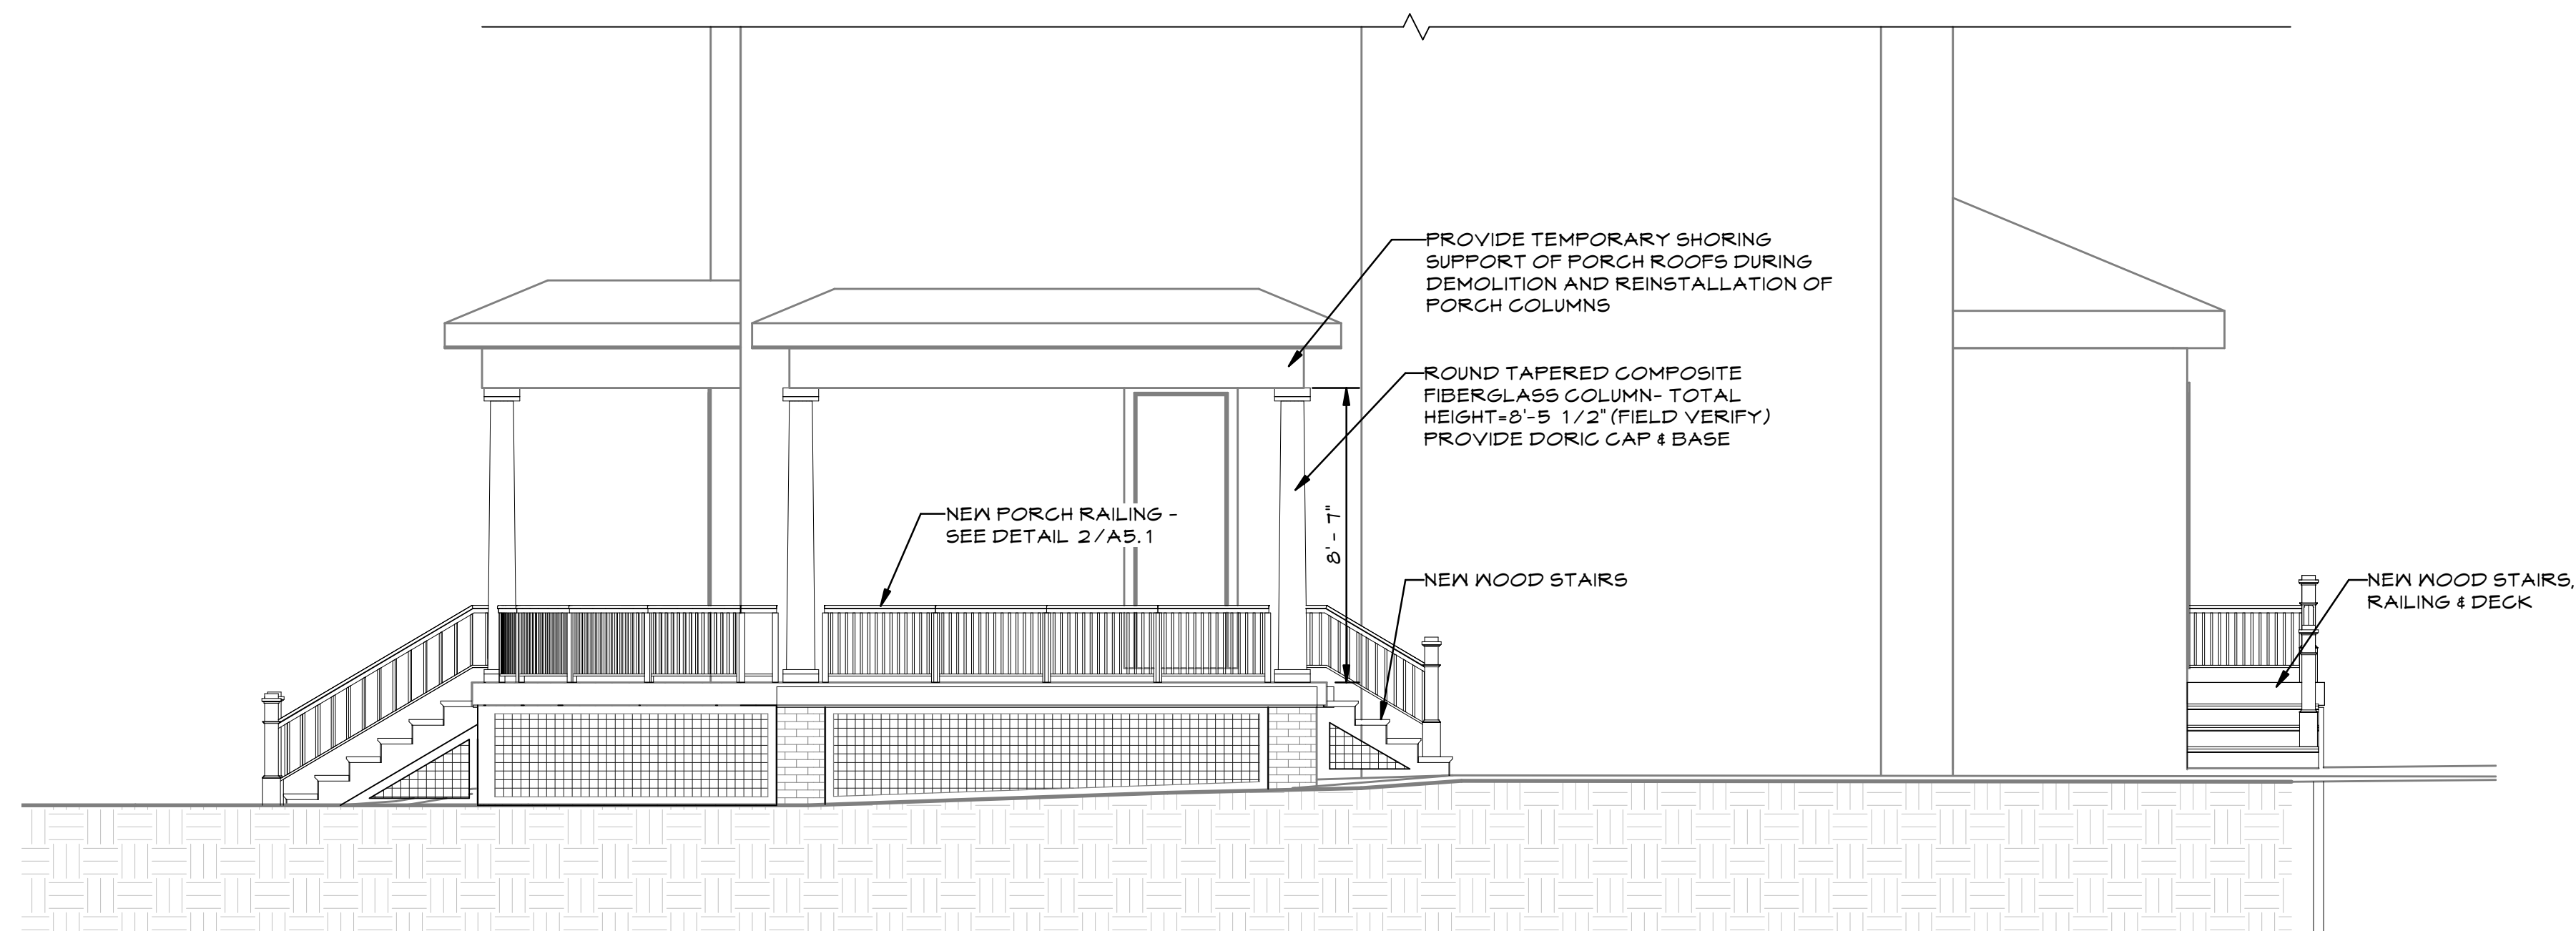 PROVIDE TEMPORARY SHORING
SUPPORT OF PORCH ROOFS DURING
DEMOLITION AND REINSTALLATION OF
PORCH COLUMNS
ROUND TAPERED COMPOSITE
FIBERGLASS COLUMN- TOTAL
HEIGHT=8'-5 1/2" (FIELD VERIFY)
PROVIDE DORIC CAP & BASE
NEW PORCH RAILING -
SEE DETAIL 2/A5.1
8' - 7"
NEW WOOD STAIRS
NEW WOOD STAIRS,
RAILING & DECK